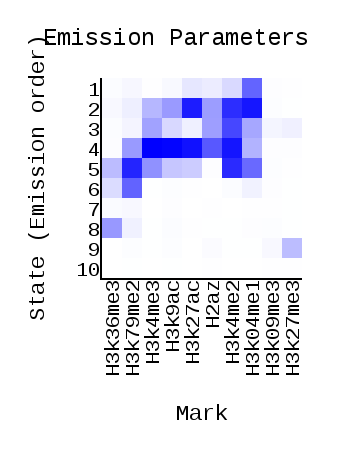 Emission Parameters
State (Emission order)
1
2
3
4
5
6
7
8
9
10
H3k36me3
H3k79me2
H3k4me3
H3k9ac
H3k27ac
H2az
H3k4me2
H3k04me1
H3k09me3
H3k27me3
Mark